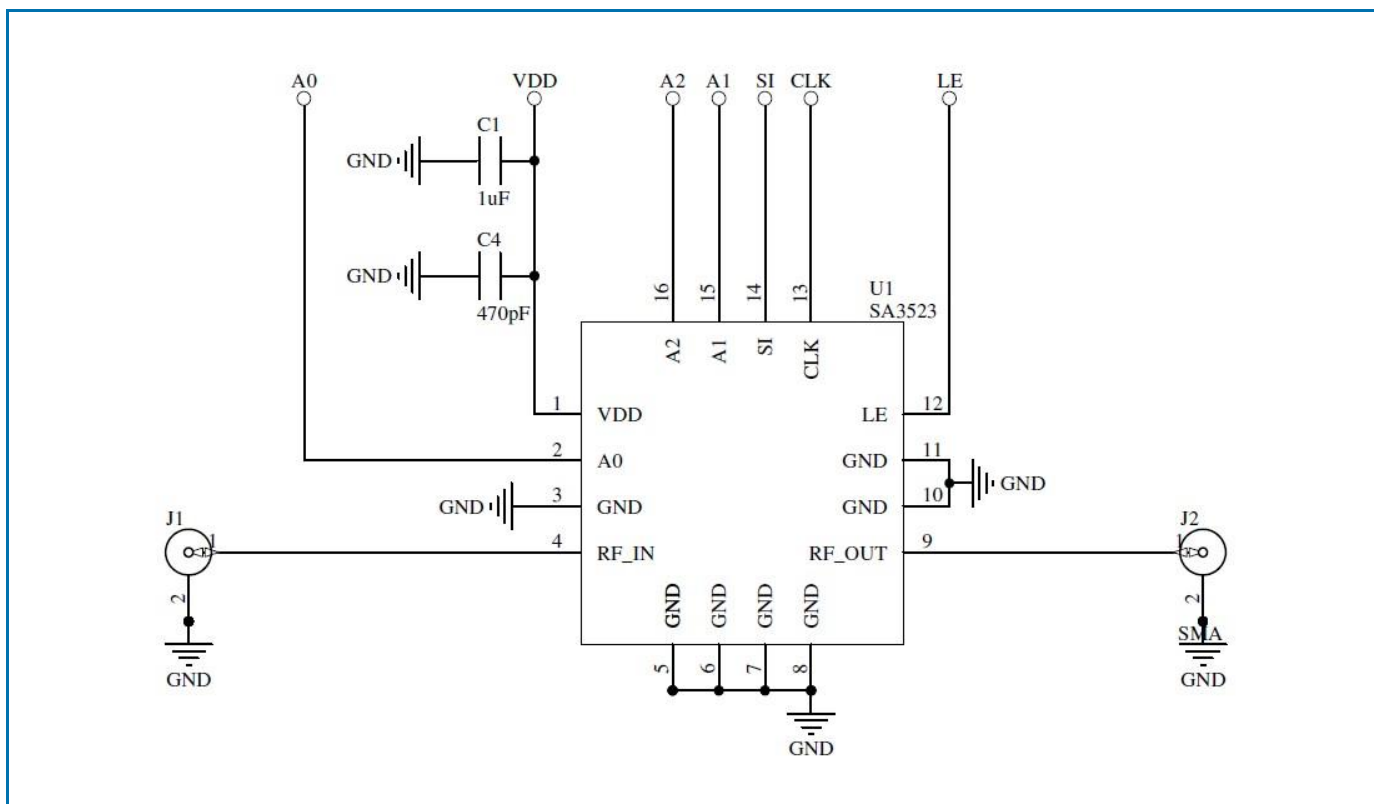 A0
VDD
A2
A1
SI
CLK
LE
C1
GND
1uF
C4
GND
470pF
16
15
14
13
U1
SA3523
A2
A1
SI
CLK
1
VDD
LE
12
2
A0
GND
11
GND
GND
3
GND
GND
10
J1
1
4
RF_IN
RF_OUT
9
J2
1
2
GND
GND
GND
GND
GND
2
SMA
GND
5
6
7
8
GND